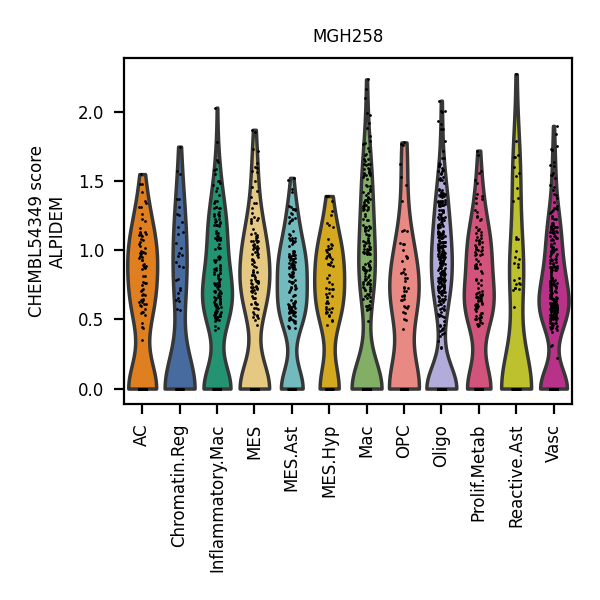 MGH258
CHEMBL54349 score
ALPIDEM
2.0
1.5
1.0
0.5
0.0
AC
Chromatin.Reg
Inflammatory.Mac
MES
MES.Ast
MES.Hyp
Mac
OPC
Oligo
Prolif.Metab
Reactive.Ast
Vasc